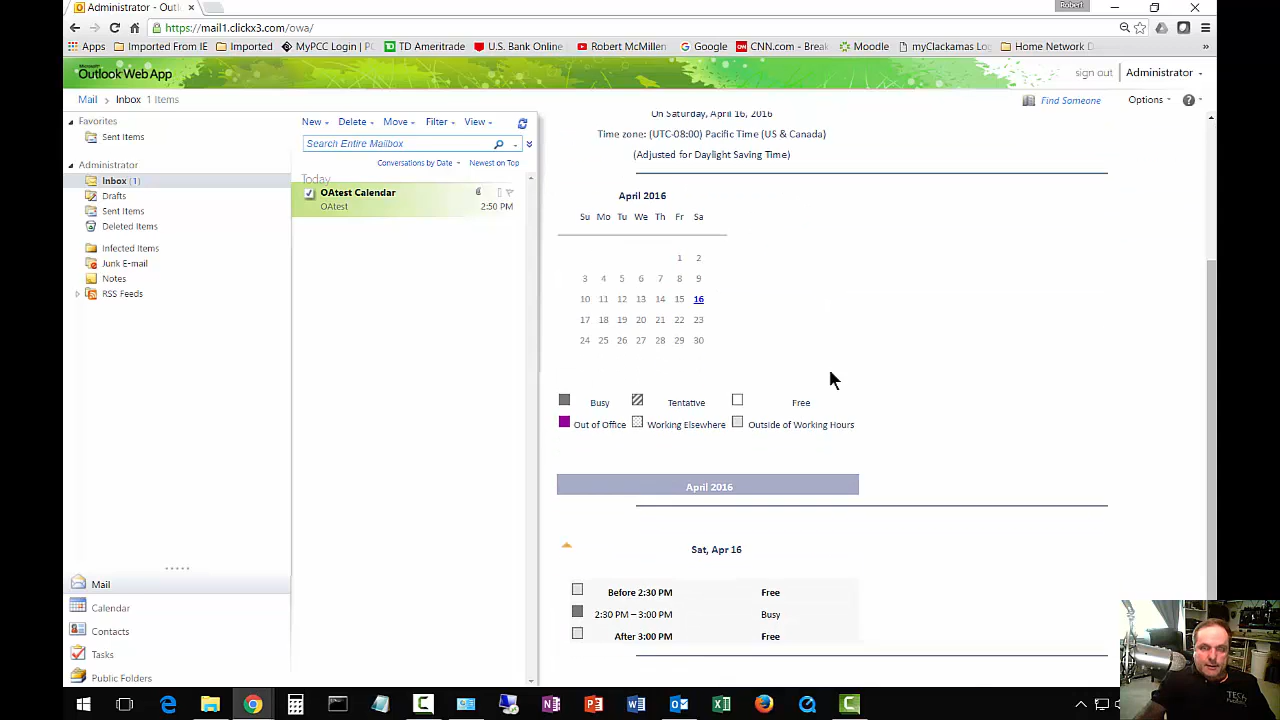 Administrator - Outl
Robert
https://mail1.clickx3.com/owa/
Apps
Imported From IE
Imported
MyPCC Login | PC
TD Ameritrade
U.S. Bank Online
Robert McMillen
Google
CNN.com - Break
Moodle
myClackamas Log
Home Network D
Microsoft
Outlook Web App
sign out
Administrator
Mail
Inbox 1 Items
Find Someone
Options
Favorites
Sent Items
Administrator
Inbox (1)
Drafts
Sent Items
Deleted Items
Infected Items
Junk E-mail
Notes
RSS Feeds
Mail
Calendar
Contacts
Tasks
Public Folders
New
Delete
Move
Filter
View
Search Entire Mailbox
Conversations by Date
Newest on Top
Today
OAtest Calendar
OAtest
2:50 PM
On Saturday, April 16, 2016
Time zone: (UTC-08:00) Pacific Time (US & Canada)
(Adjusted for Daylight Saving Time)
April 2016
Su Mo Tu We Th Fr Sa
1 2
3 4 5 6 7 8 9
10 11 12 13 14 15 16
17 18 19 20 21 22 23
24 25 26 27 28 29 30
Busy Tentative Free
Out of Office Working Elsewhere Outside of Working Hours
April 2016
Sat, Apr 16
Before 2:30 PM Free
2:30 PM – 3:00 PM Busy
After 3:00 PM Free